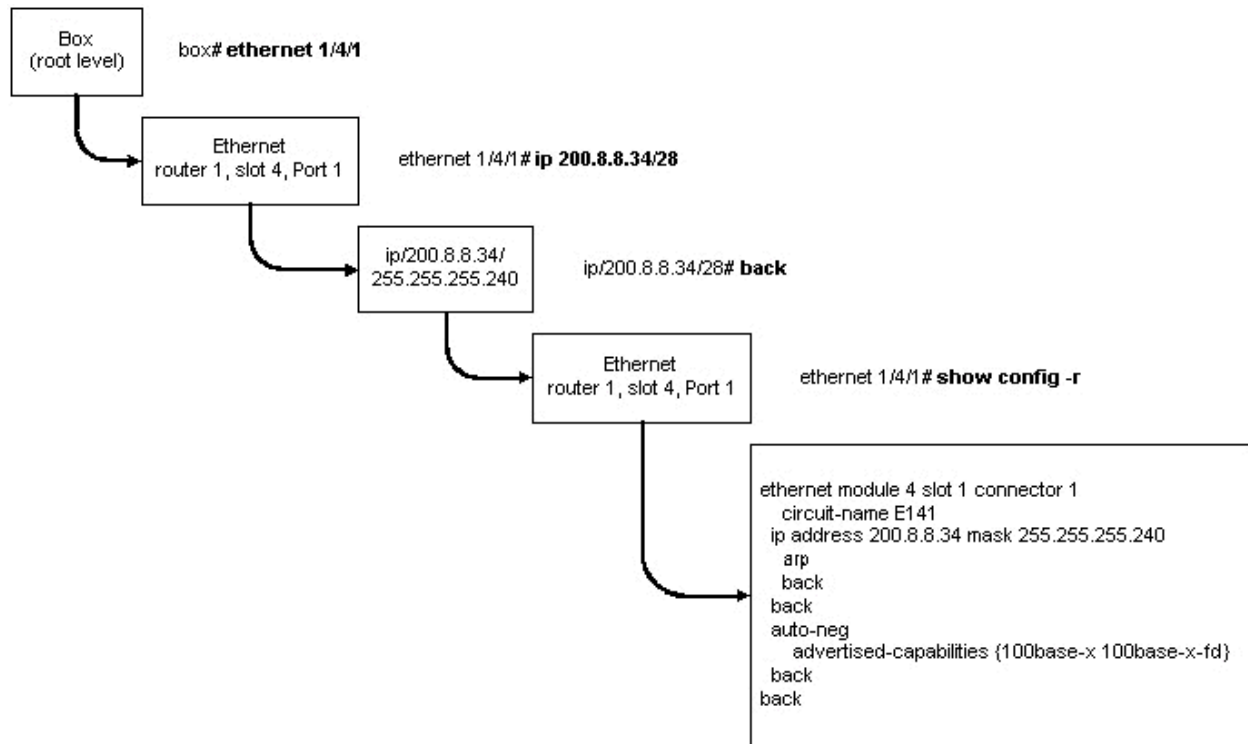 Box
(root level)
box# ethernet 1/4/1
Ethernet
router 1, slot 4, Port 1
ethernet 1/4/1# ip 200.8.8.34/28
ip/200.8.8.34/
255.255.255.240
ip/200.8.8.34/28# back
Ethernet
router 1, slot 4, Port 1
ethernet 1/4/1# show config -r
ethernet module 4 slot 1 connector 1
circuit-name E141
ip address 200.8.8.34 mask 255.255.255.240
arp
back
back
auto-neg
advertised-capabilities {100base-x 100base-x-fd}
back
back